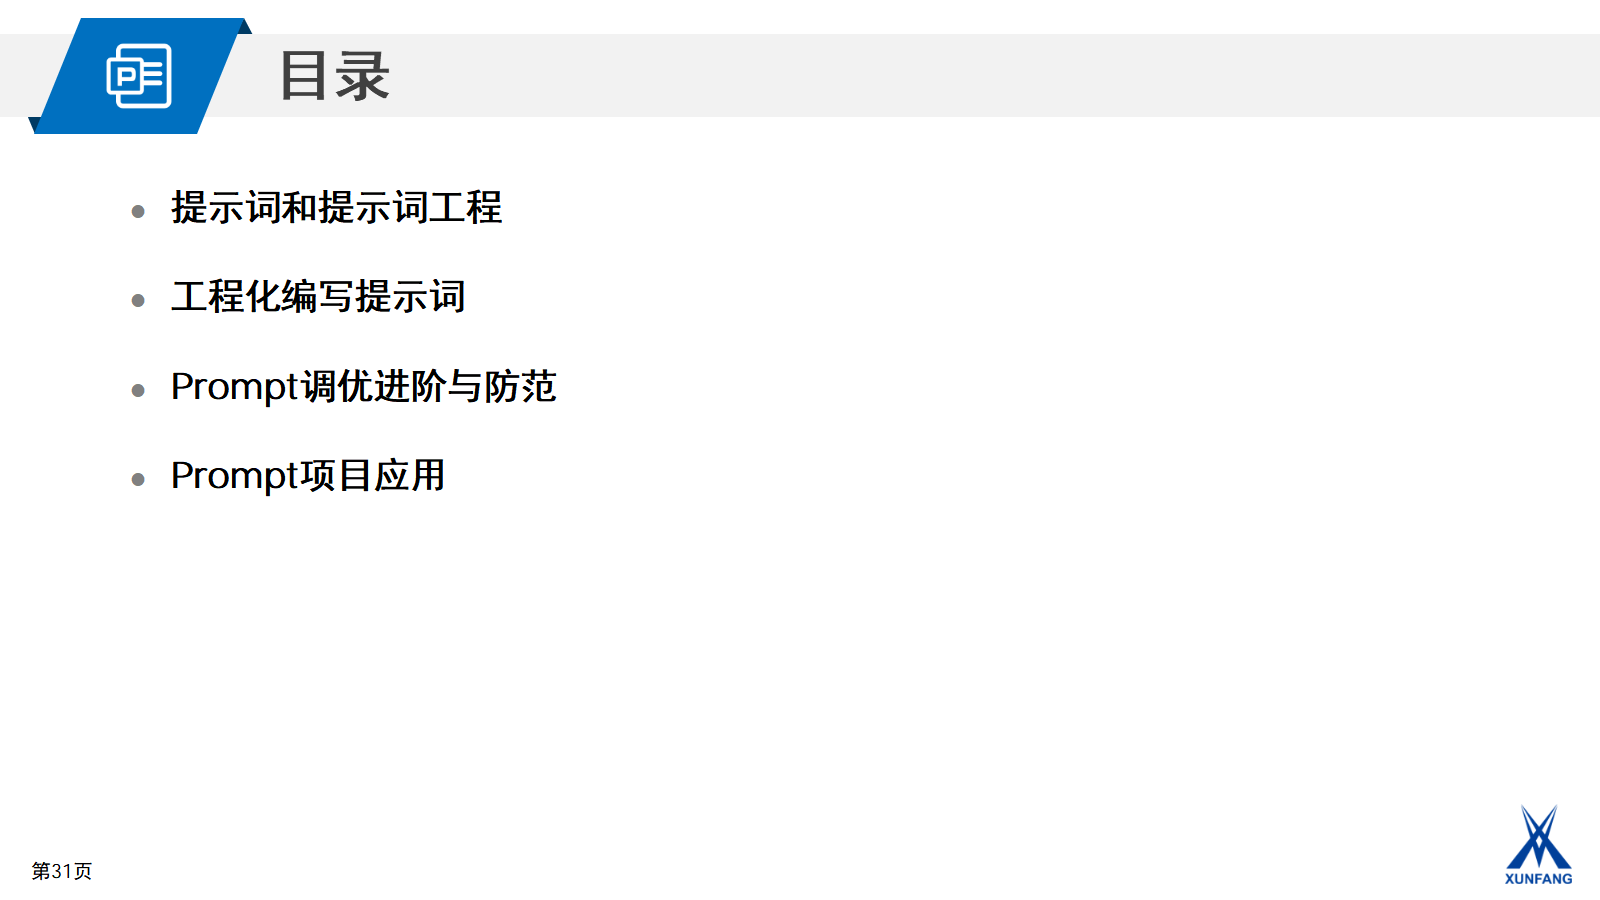 目录
提示词和提示词工程
工程化编写提示词
Prompt调优进阶与防范
Prompt项目应用
第31页
XUNFANG